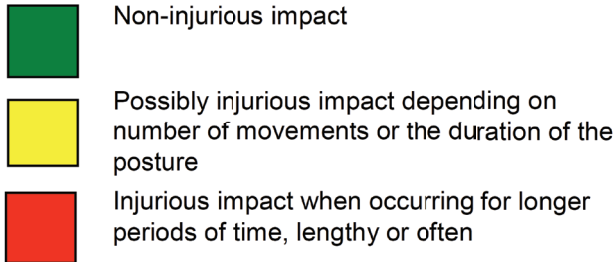 Non-injurious impact
Possibly injurious impact depending on
number of movements or the duration of the
posture
Injurious impact when occurring for longer
periods of time, lengthy or often